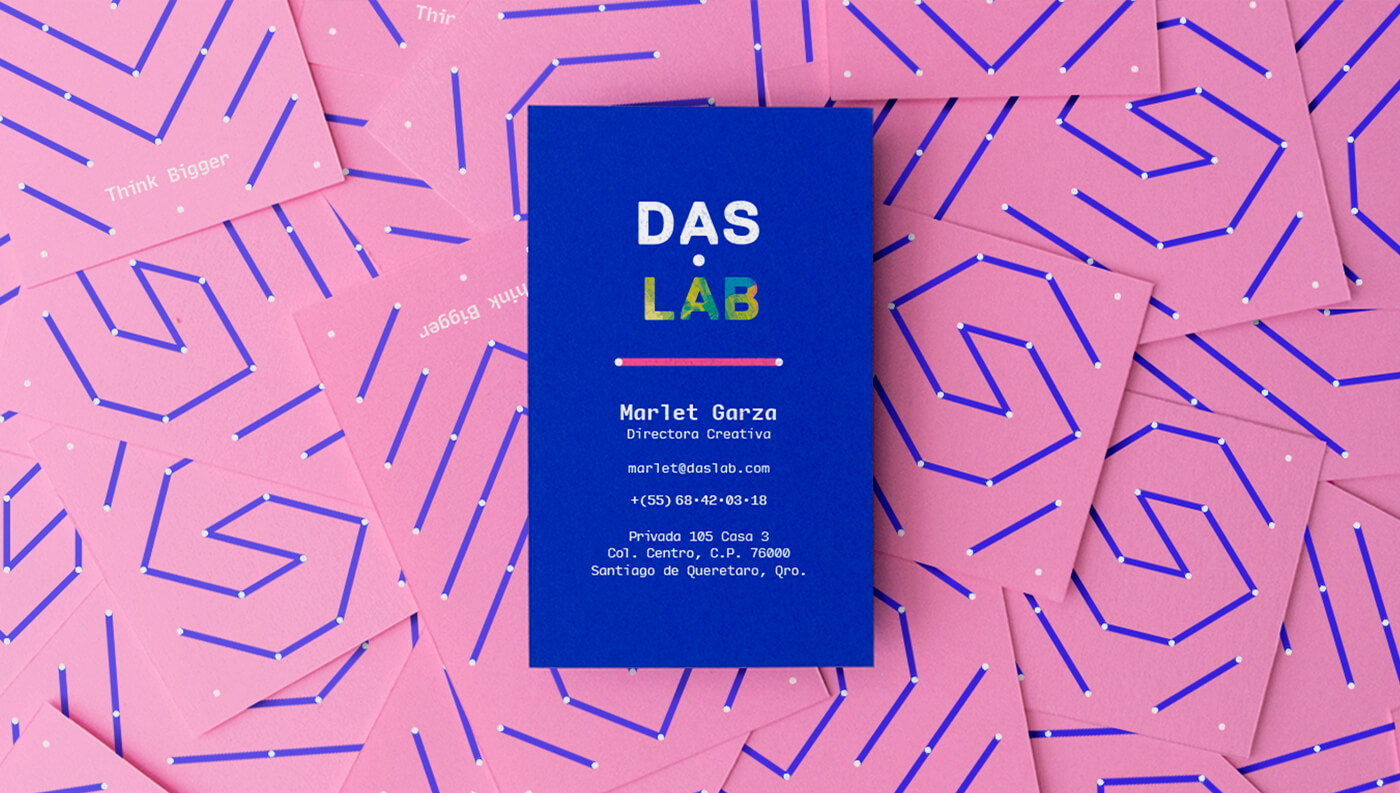 Thin
Think Bigger
Think Bigger
DAS
LAB
Marlet Garza
Directora Creativa
marlet@daslab.com
+(55) 68·42·03·18
Privada 105 Casa 3
Col. Centro, C.P. 76000
Santiago de Queretaro, Qro.